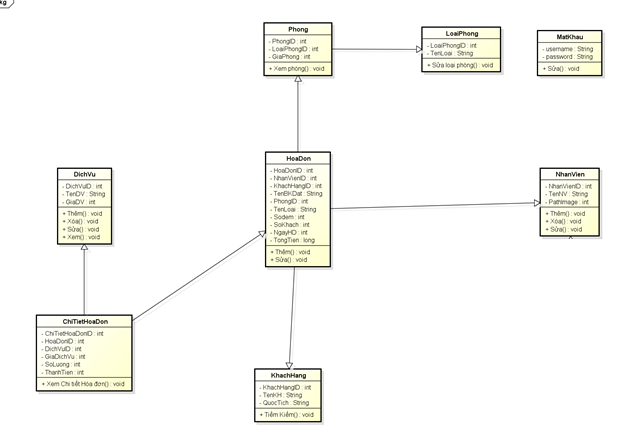 kg
Phong
- PhongID : int
- LoaiPhongID : int
- GiaPhong : int
+ Xem phòng() : void
LoaiPhong
- LoaiPhongID : int
- TenLoai : String
+ Sửa loại phòng() : void
MatKhau
- username : String
- password : String
+ Sửa() : void
HoaDon
- HoaDonID : int
- NhanVienID : int
- KhachHangID : int
- TenBKDat : String
- PhongID : int
- TenLoai : String
- Sodem : int
- SoKhach : int
- NgayHD : int
- TongTien : long
+ Thêm() : void
+ Sửa() : void
DichVu
- DichVuID : int
- TenDV : String
- GiaDV : int
+ Thêm() : void
+ Xóa() : void
+ Sửa() : void
+ Xem() : void
NhanVien
- NhanVienID : int
- TenNV : String
- PathImage : int
+ Thêm() : void
+ Xóa() : void
+ Sửa() : void
ChiTietHoaDon
- ChiTietHoaDonID : int
- HoaDonID : int
- DichVuID : int
- GiaDichVu : int
- SoLuong : int
- ThanhTien : int
+ Xem Chi tiết Hóa đơn() : void
KhachHang
- KhachHangID : int
- TenKH : String
- QuocTich : String
+ Tìm Kiếm() : void